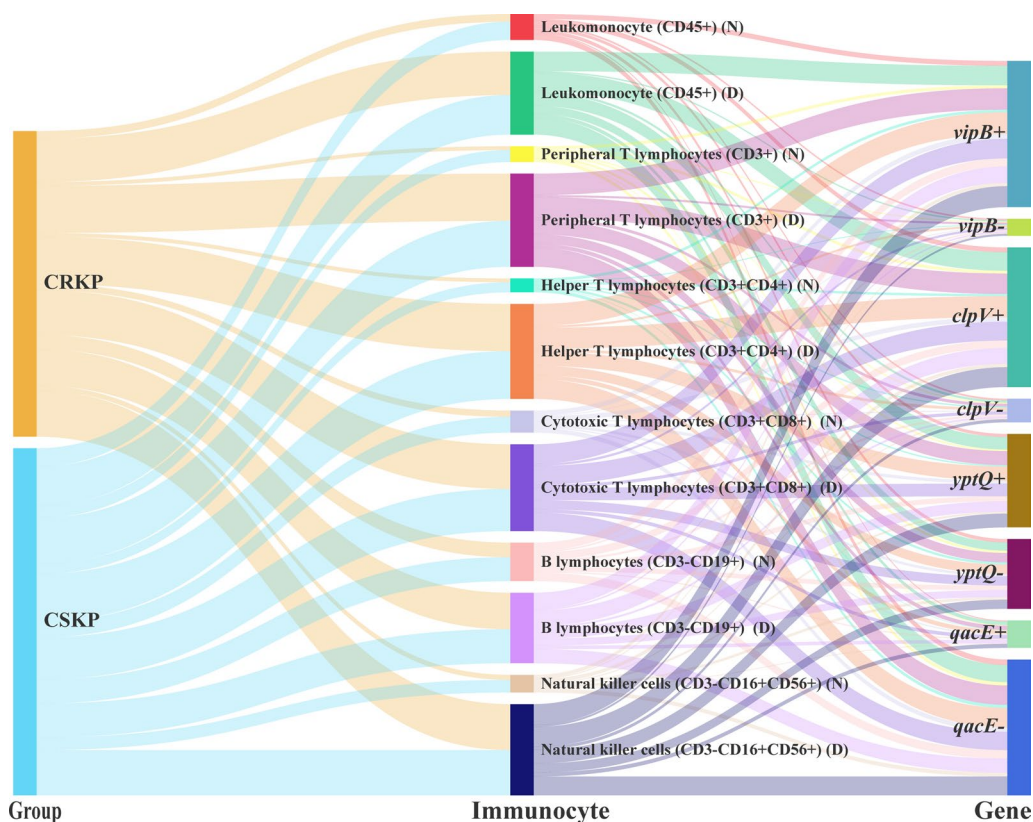 Leukomonocyte (CD45+) (N)
Leukomonocyte (CD45+) (D)
vipB+
Peripheral T lymphocytes (CD3+) (N)
Peripheral T lymphocytes (CD3+) (D)
vipB-
CRKP
Helper T lymphocytes (CD3+CD4+) (N)
clpV+
Helper T lymphocytes (CD3+CD4+) (D)
clpV-
Cytotoxic T lymphocytes (CD3+CD8+) (N)
yptQ+
Cytotoxic T lymphocytes (CD3+CD8+) (D)
B lymphocytes (CD3-CD19+) (N)
yptQ-
CSKP
B lymphocytes (CD3-CD19+) (D)
qacE+
Natural killer cells (CD3-CD16+CD56+) (N)
qacE-
Natural killer cells (CD3-CD16+CD56+) (D)
Group Immunocyte Gene